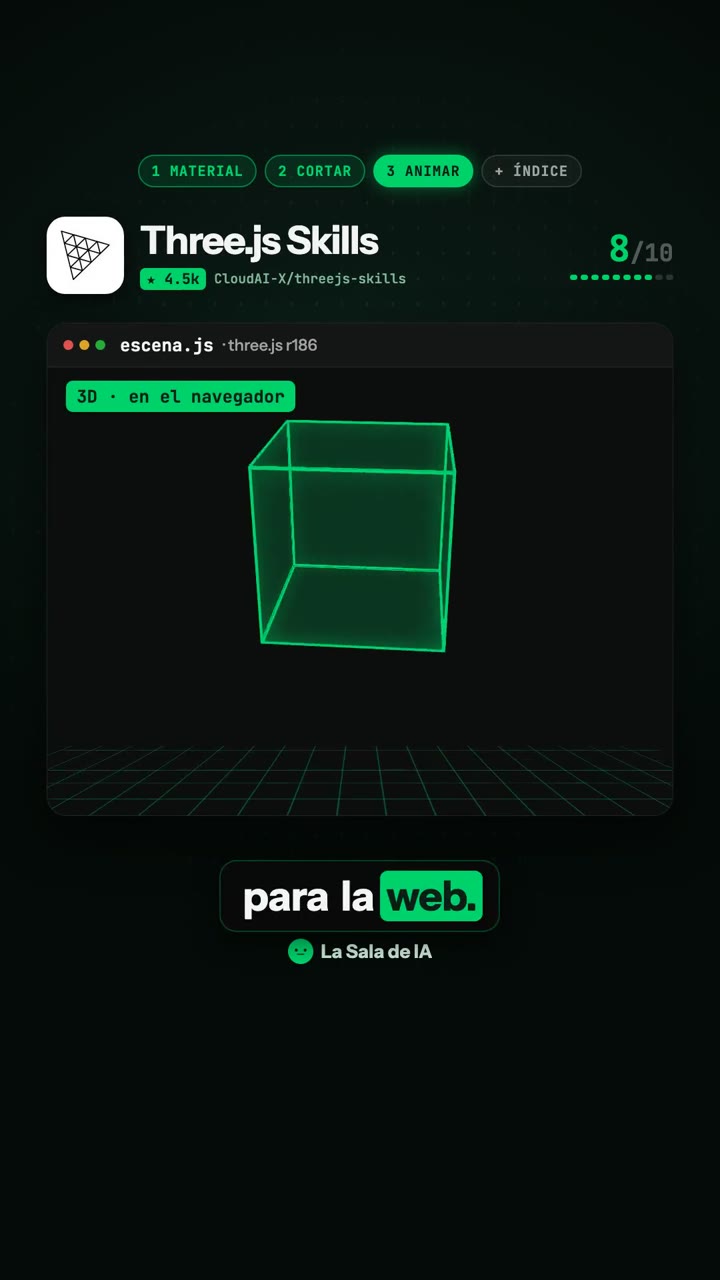 1 MATERIAL
2 CORTAR
3 ANIMAR
+ ÍNDICE
Three.js Skills
8/10
★ 4.5k CloudAI-X/threejs-skills
escena.js · three.js r186
3D · en el navegador
para la web.
La Sala de IA